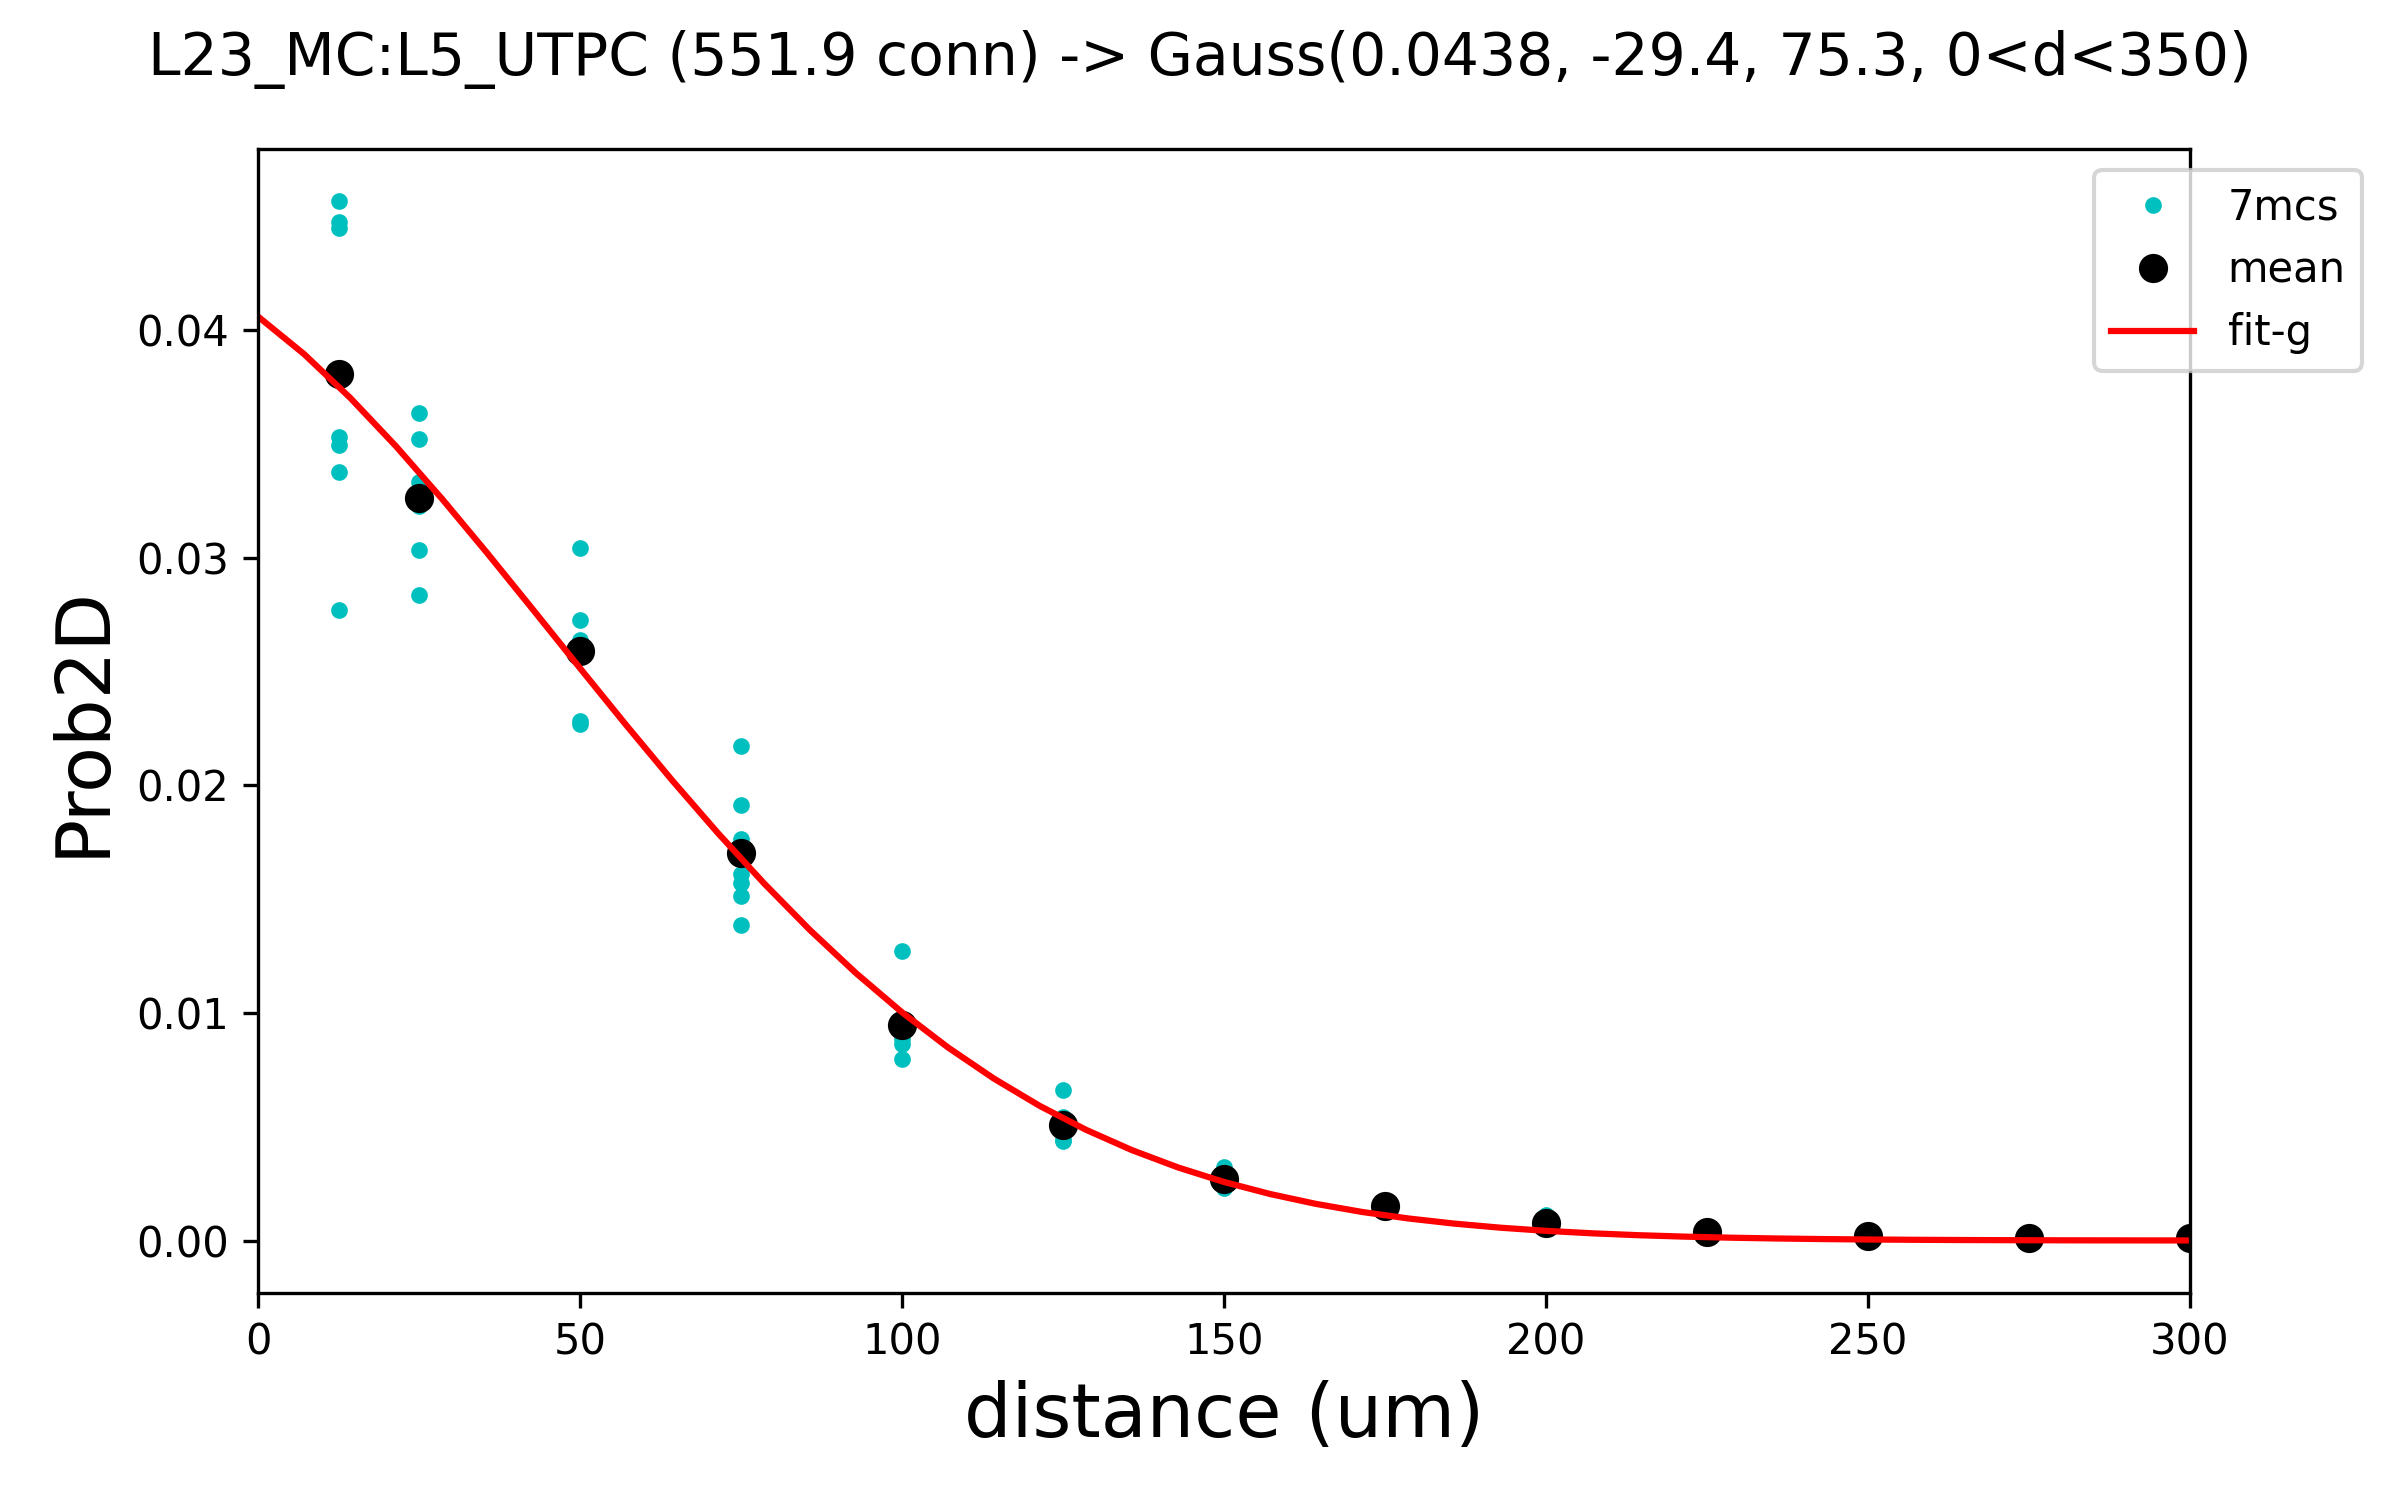 L23_MC:L5_UTPC (551.9 conn) -> Gauss(0.0438, -29.4, 75.3, 0<d<350)
7mcs
mean
fit-g
Prob2D
0.04
0.03
0.02
0.01
0.00
0 50 100 150 200 250 300
distance (um)